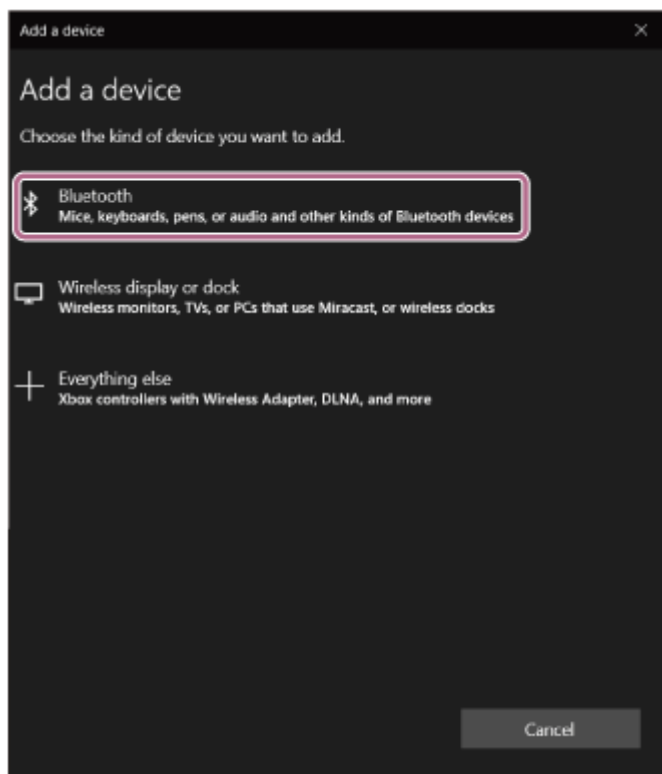 Add a device
Add a device
Choose the kind of device you want to add.
Bluetooth
Mice, keyboards, pens, or audio and other kinds of Bluetooth devices
Wireless display or dock
Wireless monitors, TVs, or PCs that use Miracast, or wireless docks
Everything else
Xbox controllers with Wireless Adapter, DLNA, and more
Cancel